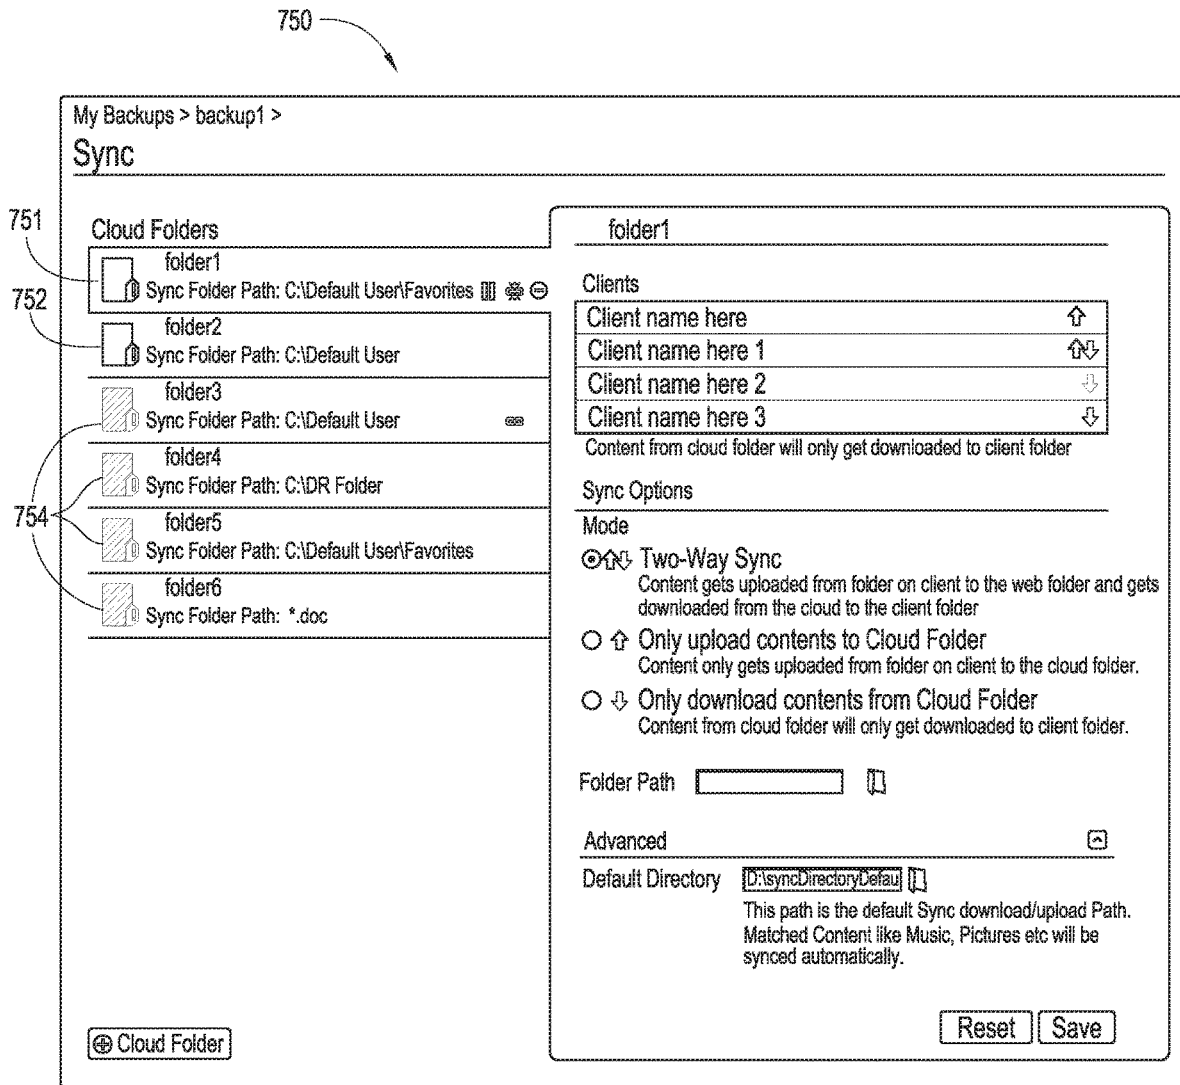 750
My Backups > backup1 >
Sync
751
Cloud Folders
folder1
Sync Folder Path: C:\Default User\Favorites
752
folder2
Sync Folder Path: C:\Default User
folder3
Sync Folder Path: C:\Default User
folder4
Sync Folder Path: C:\DR Folder
754
folder5
Sync Folder Path: C:\Default User\Favorites
folder6
Sync Folder Path: *.doc
Cloud Folder
folder1
Clients
Client name here
Client name here 1
Client name here 2
Client name here 3
Content from cloud folder will only get downloaded to client folder
Sync Options
Mode
Two-Way Sync
Content gets uploaded from folder on client to the web folder and gets
downloaded from the cloud to the client folder
Only upload contents to Cloud Folder
Content only gets uploaded from folder on client to the cloud folder.
Only download contents from Cloud Folder
Content from cloud folder will only get downloaded to client folder.
Folder Path
Advanced
Default Directory D:\syncDirectoryDefau
This path is the default Sync download/upload Path.
Matched Content like Music, Pictures etc will be
synced automatically.
Reset Save